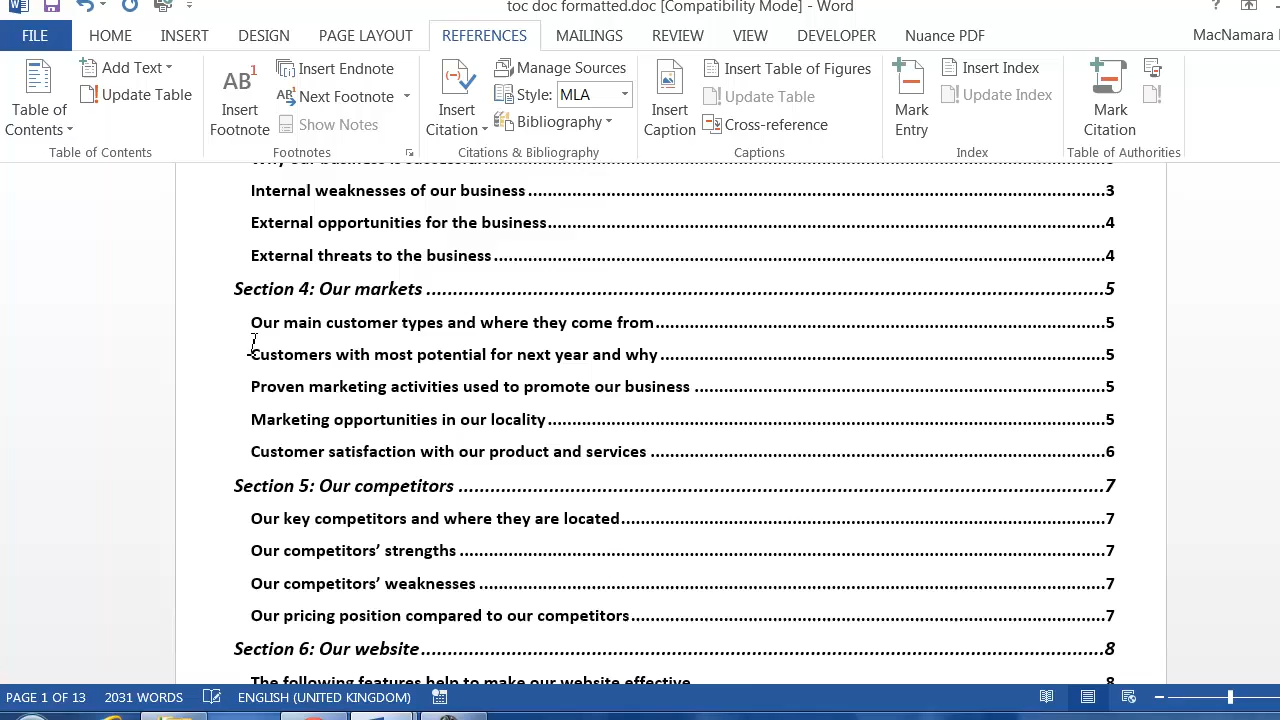 toc doc formatted.doc [Compatibility Mode] - Word
FILE HOME INSERT DESIGN PAGE LAYOUT REFERENCES MAILINGS REVIEW VIEW DEVELOPER Nuance PDF MacNamara
Table of Contents
Add Text
Update Table
Table of Contents
AB1
Insert Footnote
Insert Endnote
Next Footnote
Show Notes
Footnotes
Insert Citation
Manage Sources
Style: MLA
Bibliography
Citations & Bibliography
Insert Caption
Insert Table of Figures
Update Table
Cross-reference
Captions
Mark Entry
Insert Index
Update Index
Index
Mark Citation
Table of Authorities
Internal weaknesses of our business 3
External opportunities for the business 4
External threats to the business 4
Section 4: Our markets 5
Our main customer types and where they come from 5
Customers with most potential for next year and why 5
Proven marketing activities used to promote our business 5
Marketing opportunities in our locality 5
Customer satisfaction with our product and services 6
Section 5: Our competitors 7
Our key competitors and where they are located 7
Our competitors’ strengths 7
Our competitors’ weaknesses 7
Our pricing position compared to our competitors 7
Section 6: Our website 8
The following features help to make our website effective 8
PAGE 1 OF 13 2031 WORDS ENGLISH (UNITED KINGDOM)